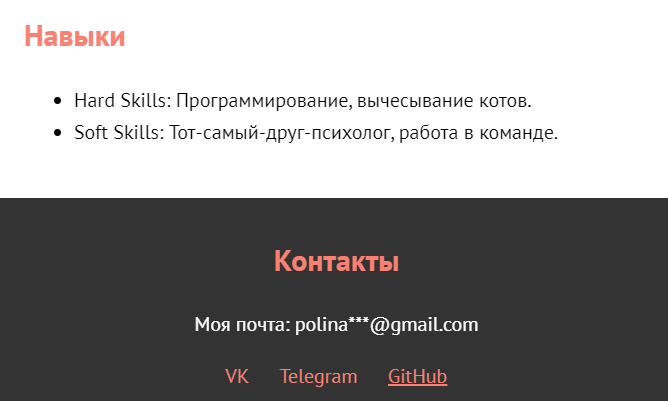 Навыки
Hard Skills: Программирование, вычесывание котов.
Soft Skills: Тот-самый-друг-психолог, работа в команде.
Контакты
Моя почта: polina***@gmail.com
VK Telegram GitHub